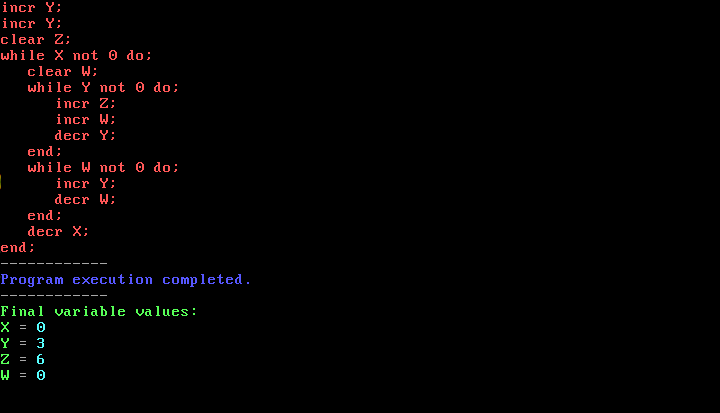 incr Y;
incr Y;
clear Z;
while X not 0 do;
   clear W;
   while Y not 0 do;
      incr Z;
      incr W;
      decr Y;
   end;
   while W not 0 do;
      incr Y;
      decr W;
   end;
   decr X;
end;
------------
Program execution completed.
------------
Final variable values:
X = 0
Y = 3
Z = 6
W = 0